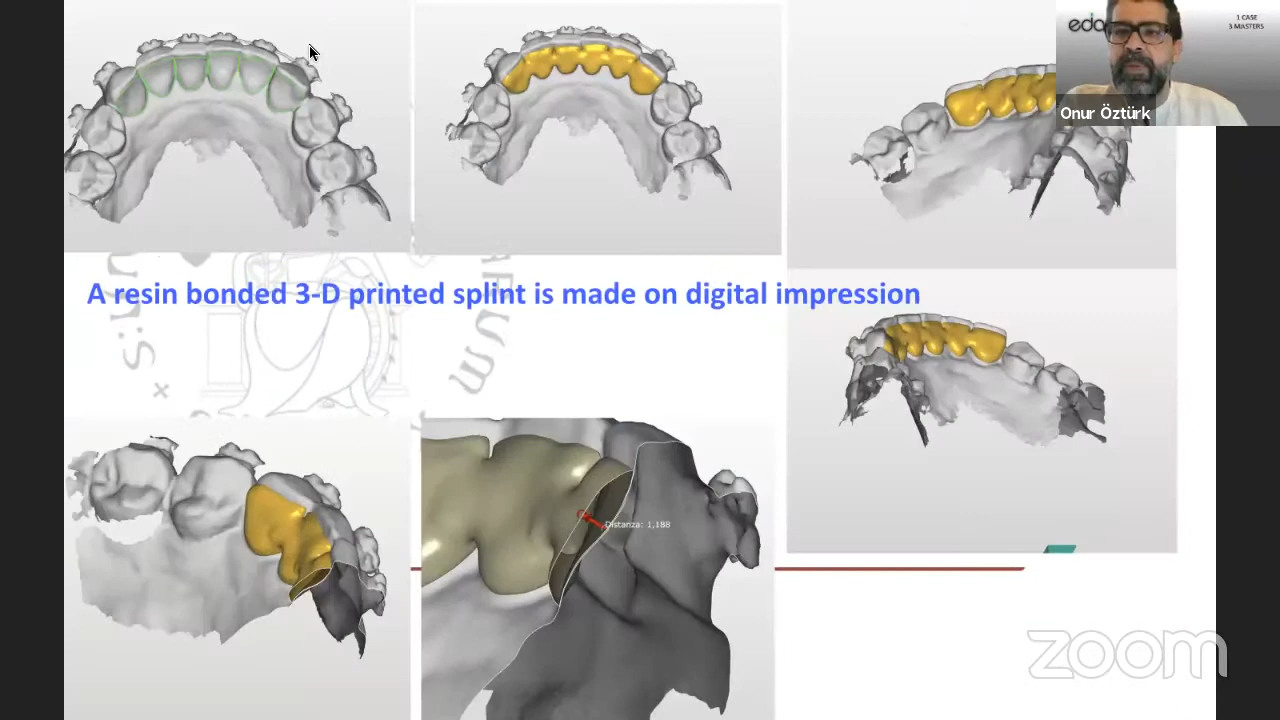 eda
1 CASE
3 MASTERS
Onur Öztürk
A resin bonded 3-D printed splint is made on digital impression
Distanza: 1,188
zoom